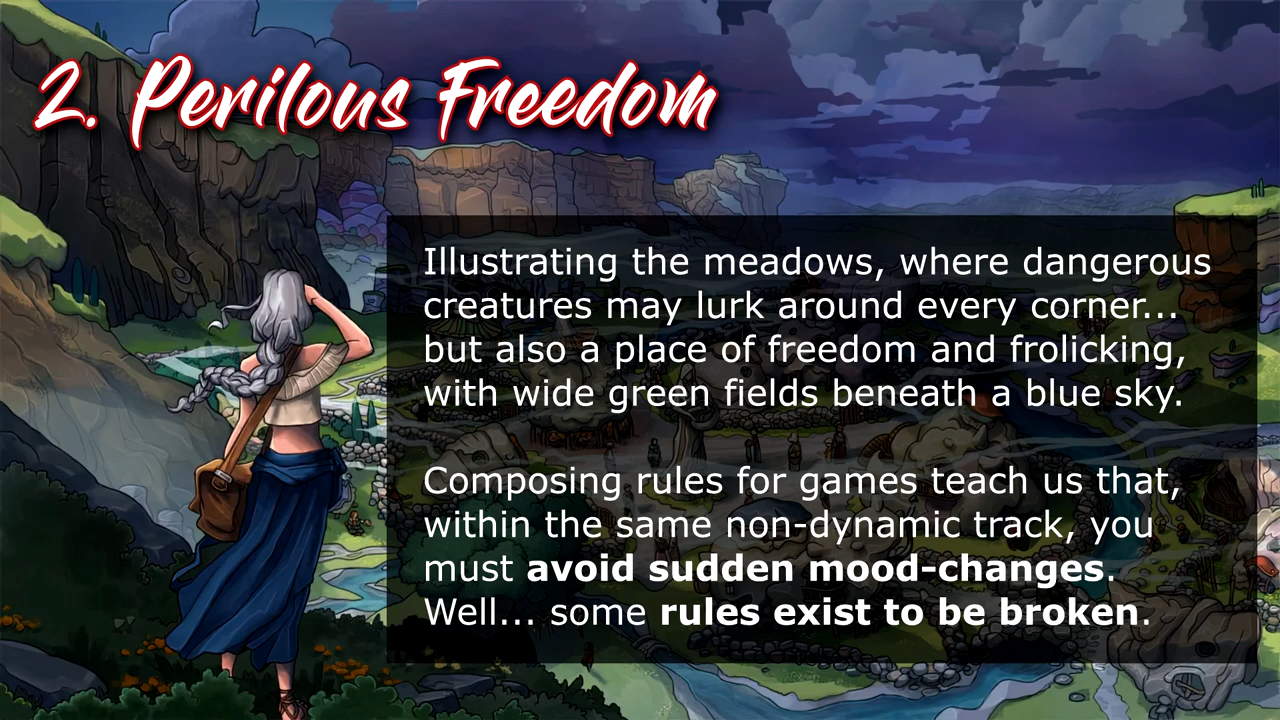 2. Perilous Freedom
Illustrating the meadows, where dangerous
creatures may lurk around every corner...
but also a place of freedom and frolicking,
with wide green fields beneath a blue sky.
Composing rules for games teach us that,
within the same non-dynamic track, you
must avoid sudden mood-changes.
Well... some rules exist to be broken.